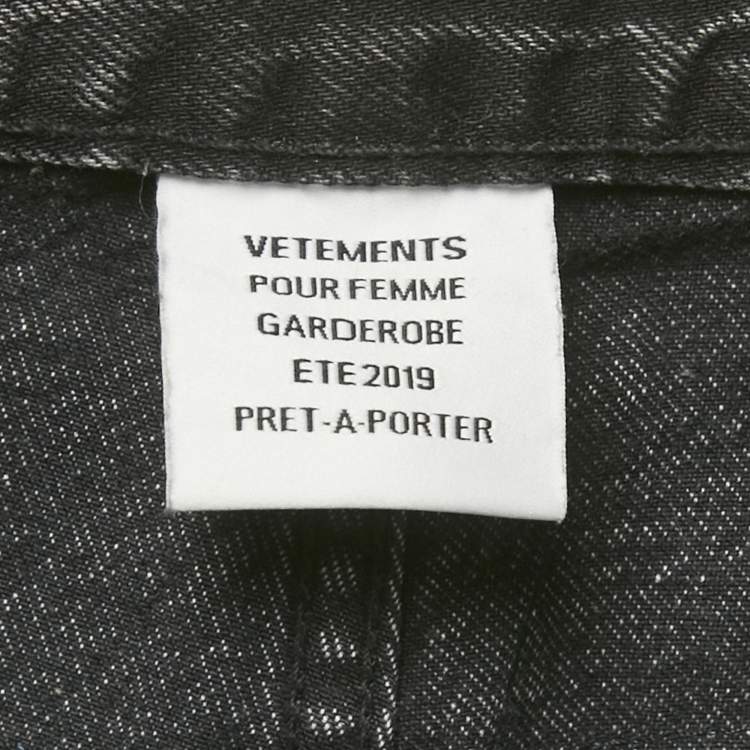 VETEMENTS
POUR FEMME
GARDEROBE
ETE 2019
PRET-A-PORTER